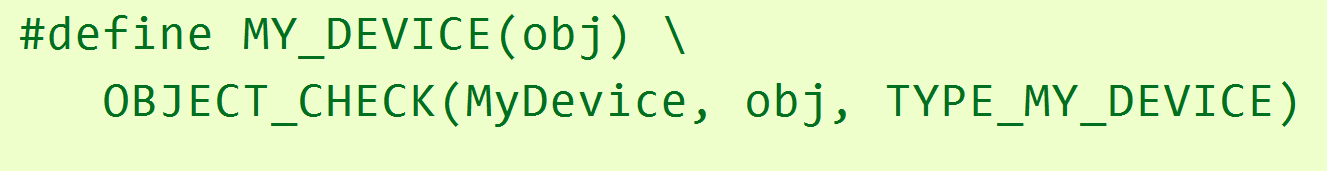 #define MY_DEVICE(obj) \
OBJECT_CHECK(MyDevice, obj, TYPE_MY_DEVICE)